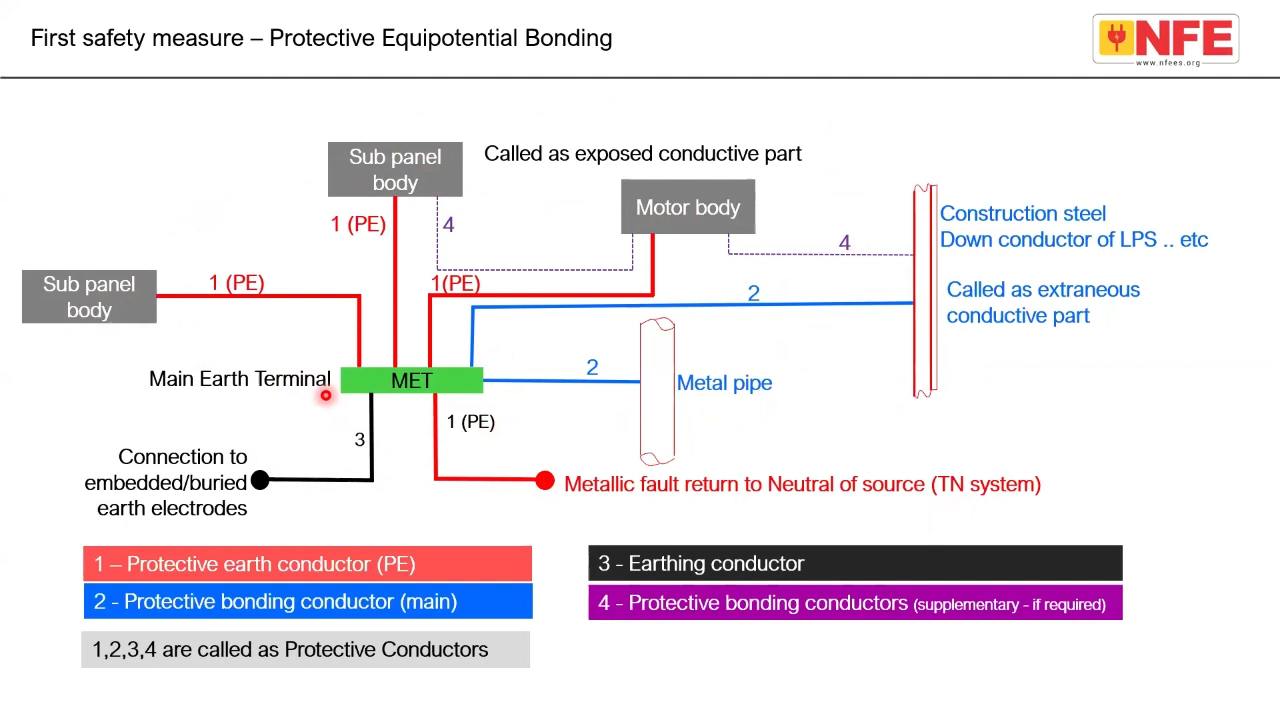 First safety measure – Protective Equipotential Bonding
NFE
www.nfees.org
Sub panel
body
Called as exposed conductive part
Motor body
1 (PE)
4
4
Construction steel
Down conductor of LPS .. etc
Sub panel
body
1 (PE)
1(PE)
2
Called as extraneous
conductive part
Main Earth Terminal
MET
2
Metal pipe
3
1 (PE)
Connection to
embedded/buried
earth electrodes
Metallic fault return to Neutral of source (TN system)
1 – Protective earth conductor (PE)
2 - Protective bonding conductor (main)
3 - Earthing conductor
4 - Protective bonding conductors (supplementary - if required)
1,2,3,4 are called as Protective Conductors